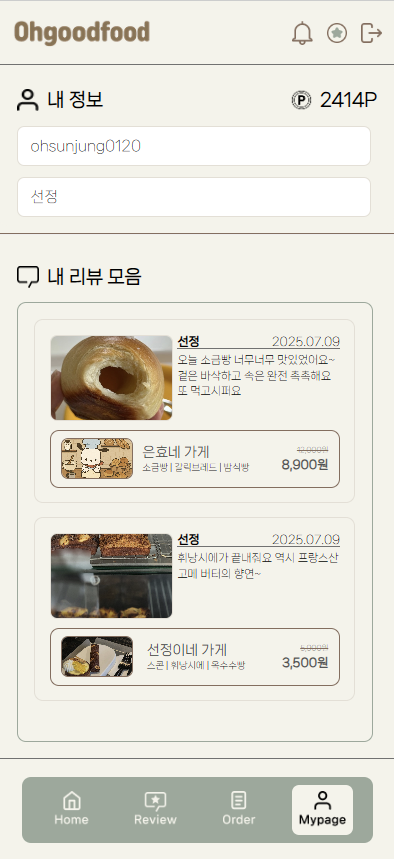 Ohgoodfood
내 정보
P 2414P
ohsunjung0120
선정
내 리뷰 모음
선정 2025.07.09
오늘 소금빵 너무너무 맛있었어요~
겉은 바삭하고 속은 완전 촉촉해요
또 먹고시피요
은효네 가게
12,000원
소금빵 | 갈릭브레드 | 밤식빵
8,900원
선정 2025.07.09
휘낭시에가 끝내줘요 역시 프랑스산
고메 버터의 향연~
선정이네 가게
5,000원
스콘 | 휘낭시에 | 옥수수빵
3,500원
Home Review Order Mypage